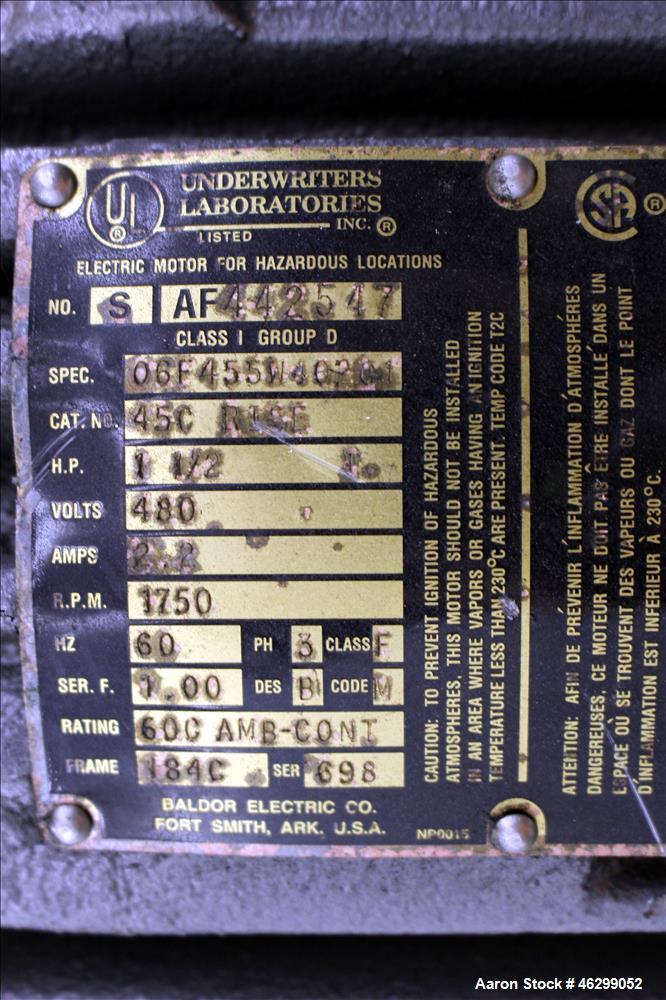 UL ®
UNDERWRITERS
LABORATORIES
INC. ®
LISTED
SA ®
ELECTRIC MOTOR FOR HAZARDOUS LOCATIONS
NO. S AF442547
CLASS I GROUP D
SPEC. 06F455W402
CAT. NO. 45C RISE
H.P. 1 1/2
VOLTS 480
AMPS 2.2
R.P.M. 1750
HZ 60 PH 3 CLASS F
SER. F. 1.00 DES B CODE M
RATING 60C AMB-CONT
FRAME 184C SER 698
BALDOR ELECTRIC CO.
FORT SMITH, ARK. U.S.A.
NP0015
CAUTION: TO PREVENT IGNITION OF HAZARDOUS
ATMOSPHERES, THIS MOTOR SHOULD NOT BE INSTALLED
IN AN AREA WHERE VAPORS OR GASES HAVING AN IGNITION
TEMPERATURE LESS THAN 230°C ARE PRESENT. TEMP CODE T2C
ATTENTION: AFIN DE PRÉVENIR L'INFLAMMATION D'ATMOSPHÉRES
DANGEREUSES, CE MOTEUR NE DOIT PAS ETRE INSTALLE DANS UN
ESPACE OÙ SE TROUVENT DES VAPEURS OU GAZ DONT LE POINT
D'INFLAMMATION EST INFERIEUR À 230°C.
Aaron Stock # 46299052